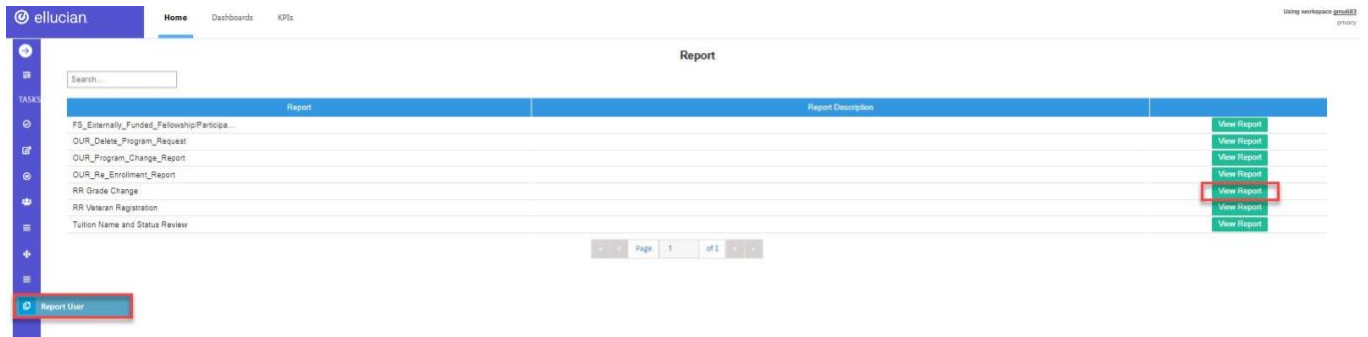 ellucian
Home Dashboards KPIs
Using workspace
privacy
Report
Search...
TASKS
Report Report Description
FS_Externally_Funded_Fellowship/Participa... View Report
OUR_Delete_Program_Request View Report
OUR_Program_Change_Report View Report
OUR_Re_Enrollment_Report View Report
RR Grade Change View Report
RR Veteran Registration View Report
Tuition Name and Status Review View Report
Page 1 of 1
Report User